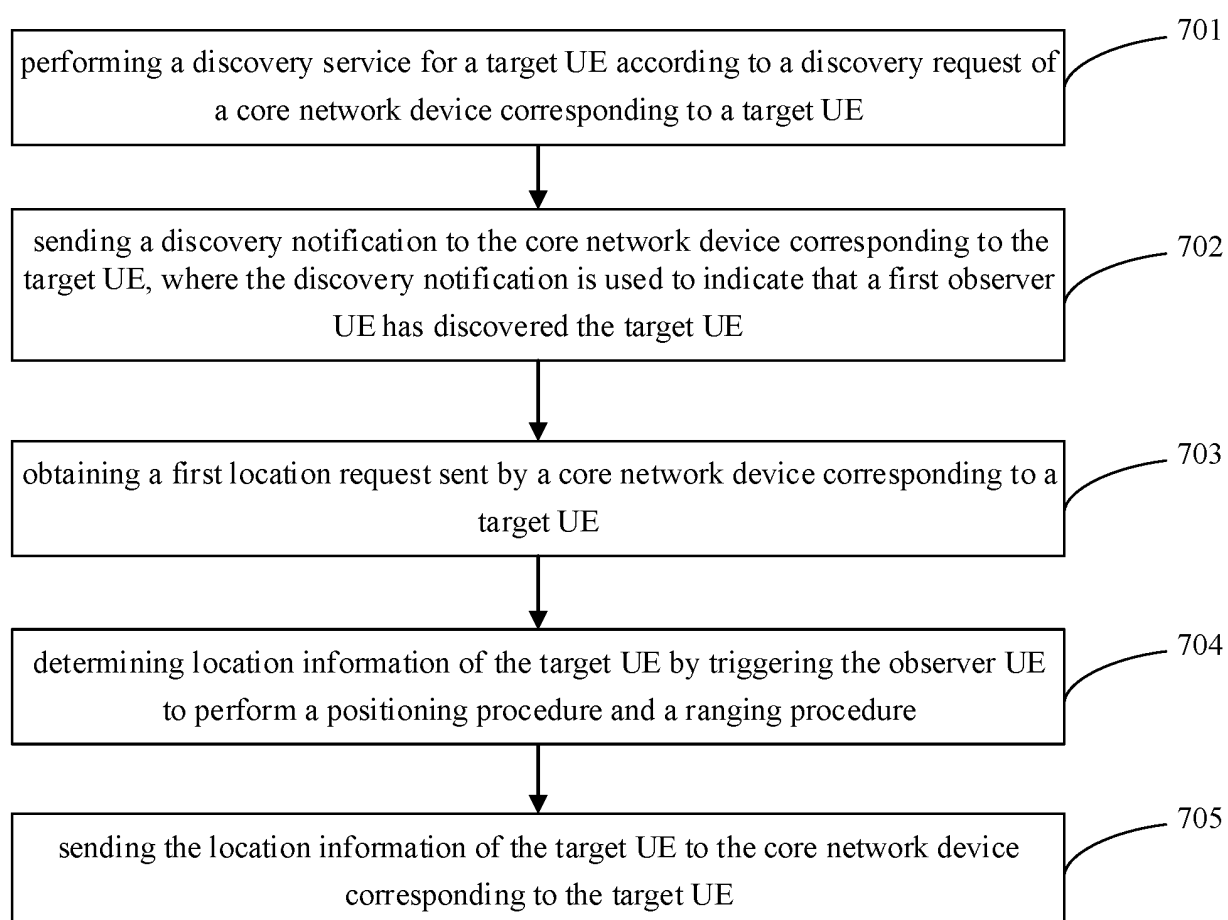 701
performing a discovery service for a target UE according to a discovery request of
a core network device corresponding to a target UE
702
sending a discovery notification to the core network device corresponding to the
target UE, where the discovery notification is used to indicate that a first observer
UE has discovered the target UE
703
obtaining a first location request sent by a core network device corresponding to a
target UE
704
determining location information of the target UE by triggering the observer UE
to perform a positioning procedure and a ranging procedure
705
sending the location information of the target UE to the core network device
corresponding to the target UE